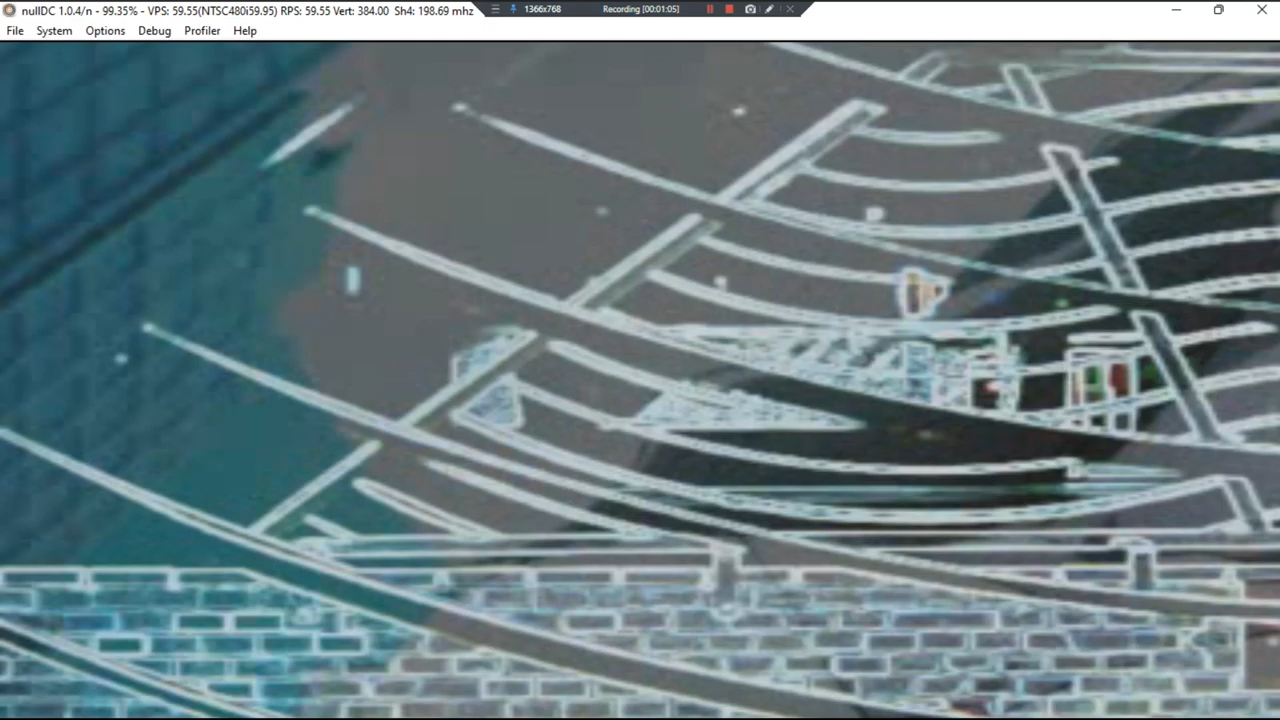 nullDC 1.0.4/n - 99.35% - VPS: 59.55(NTSC480i59.95) RPS: 59.55 Vert: 384.00 Sh4: 198.69 mhz
1366x768 Recording [00:01:05]
File System Options Debug Profiler Help